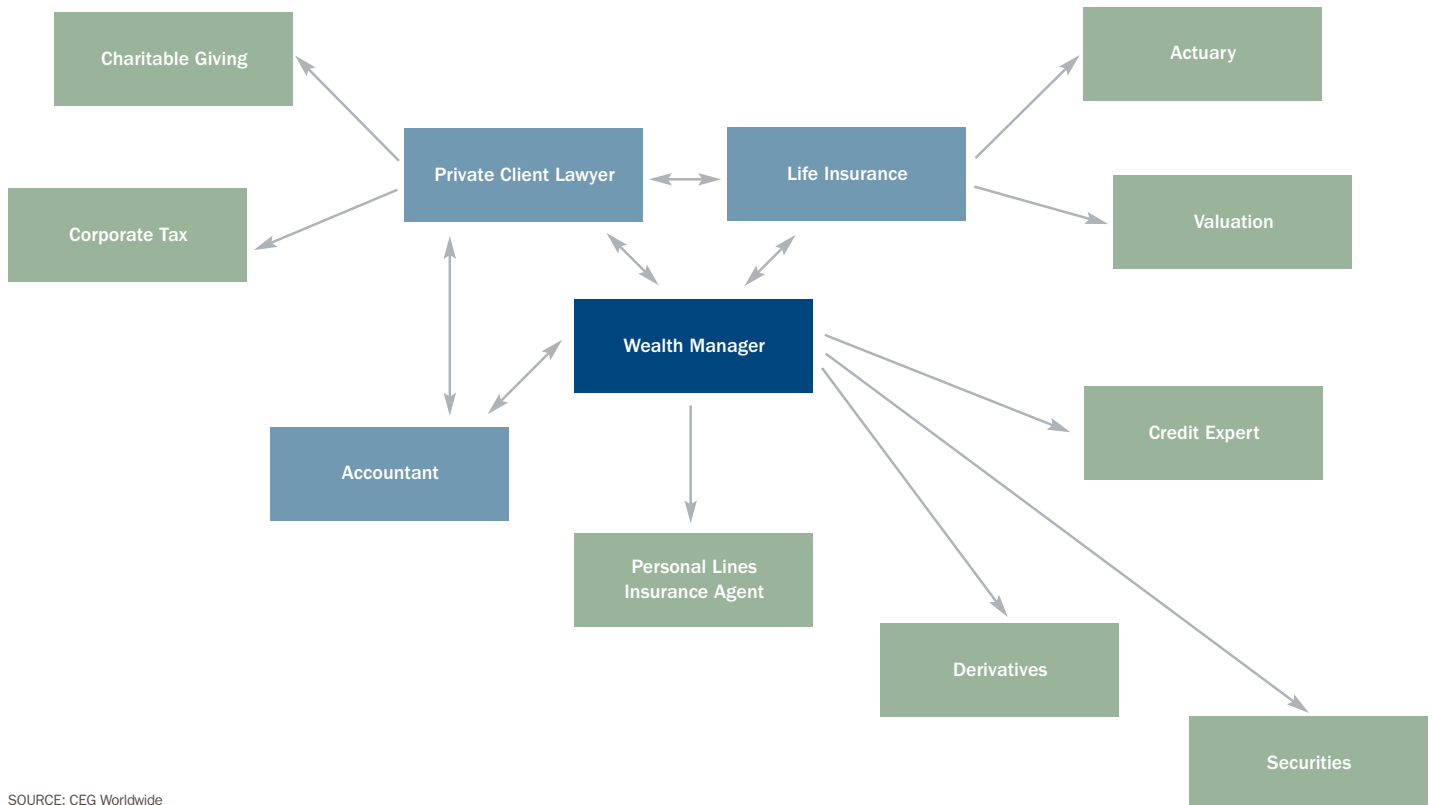 Charitable Giving
Actuary
Private Client Lawyer
Life Insurance
Corporate Tax
Valuation
Wealth Manager
Credit Expert
Accountant
Personal Lines
Insurance Agent
Derivatives
Securities
SOURCE: CEG Worldwide